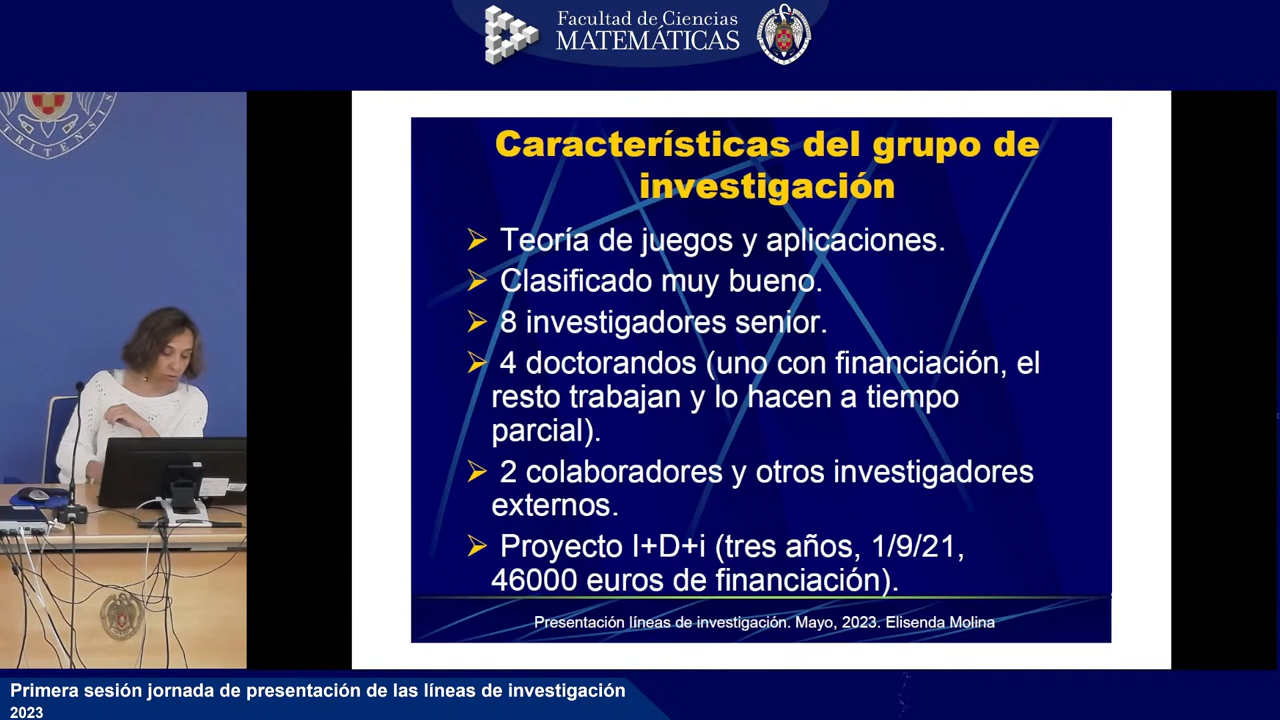 Facultad de Ciencias
MATEMÁTICAS
TRITENSIS
Características del grupo de
investigación
Teoría de juegos y aplicaciones.
Clasificado muy bueno.
8 investigadores senior.
4 doctorandos (uno con financiación, el
resto trabajan y lo hacen a tiempo
parcial).
2 colaboradores y otros investigadores
externos.
Proyecto I+D+i (tres años, 1/9/21,
46000 euros de financiación).
Presentación líneas de investigación. Mayo, 2023. Elisenda Molina
Primera sesión jornada de presentación de las líneas de investigación
2023